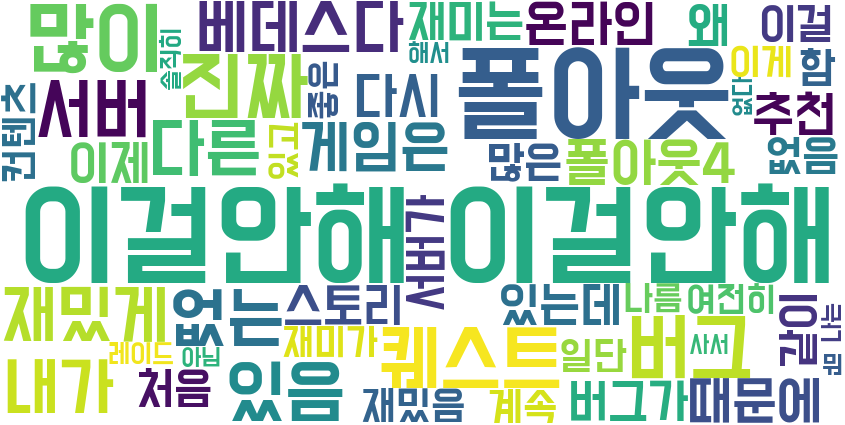 많이
솔직히
베데스다
재미는
해서
온라인
왜
이걸
이게
함
컨텐츠
서버
진짜
좋은
다시
폴아웃
없다
추천
이제
다른
있고
게임은
많은
폴아웃4
없음
이걸안해 이걸안해
서버가
재밌게
없는
스토리
있는데
나름
여전히
같이
나는
내가
레이드
아님
재미가
퀘스트
일단
버그
사서
뭔
처음
있음
재밌음
계속
버그가
때문에